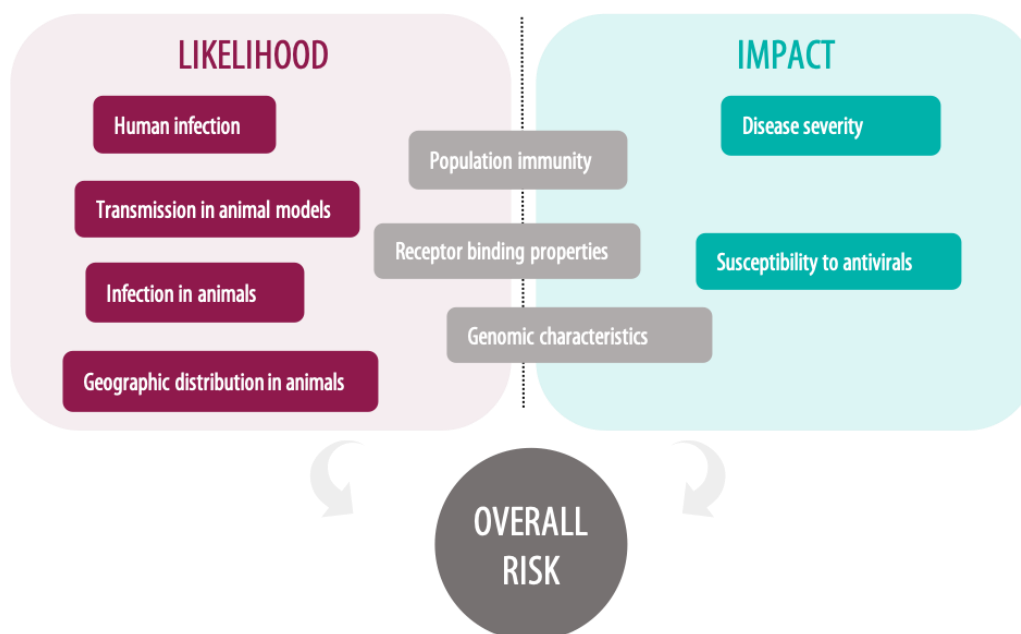 LIKELIHOOD
Human infection
Transmission in animal models
Infection in animals
Geographic distribution in animals
Population immunity
Receptor binding properties
Genomic characteristics
IMPACT
Disease severity
Susceptibility to antivirals
OVERALL
RISK